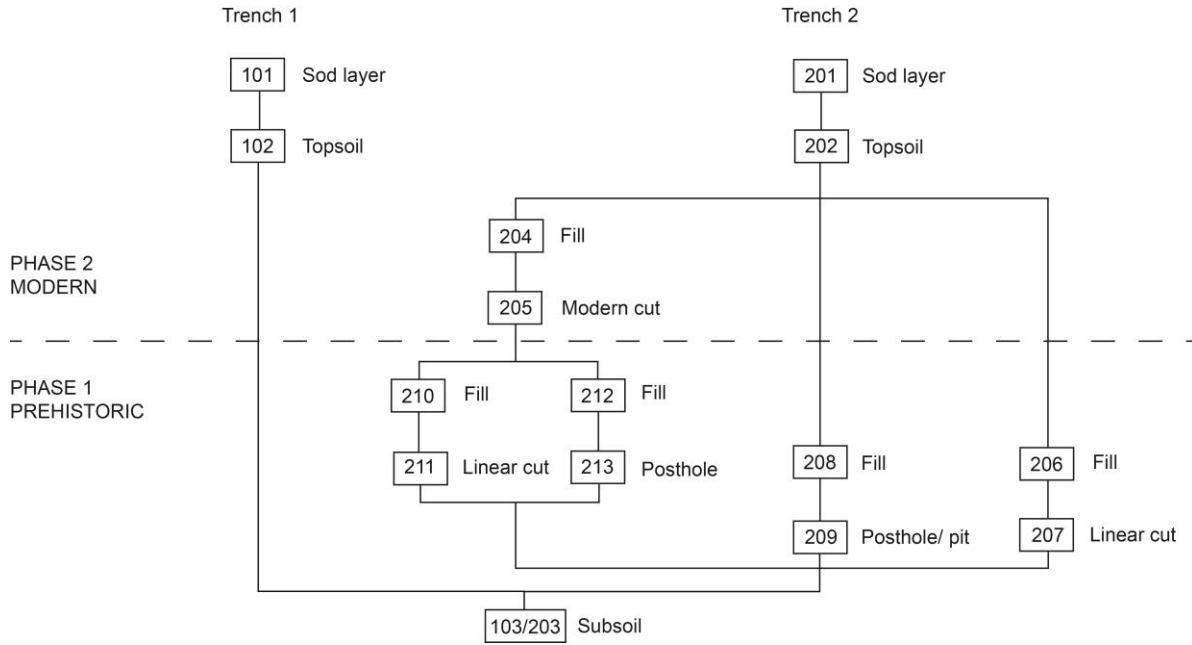 Trench 1
Trench 2
101 Sod layer
201 Sod layer
102 Topsoil
202 Topsoil
204 Fill
PHASE 2
MODERN
205 Modern cut
PHASE 1
PREHISTORIC
210 Fill
212 Fill
211 Linear cut
213 Posthole
208 Fill
206 Fill
209 Posthole/ pit
207 Linear cut
103/203 Subsoil